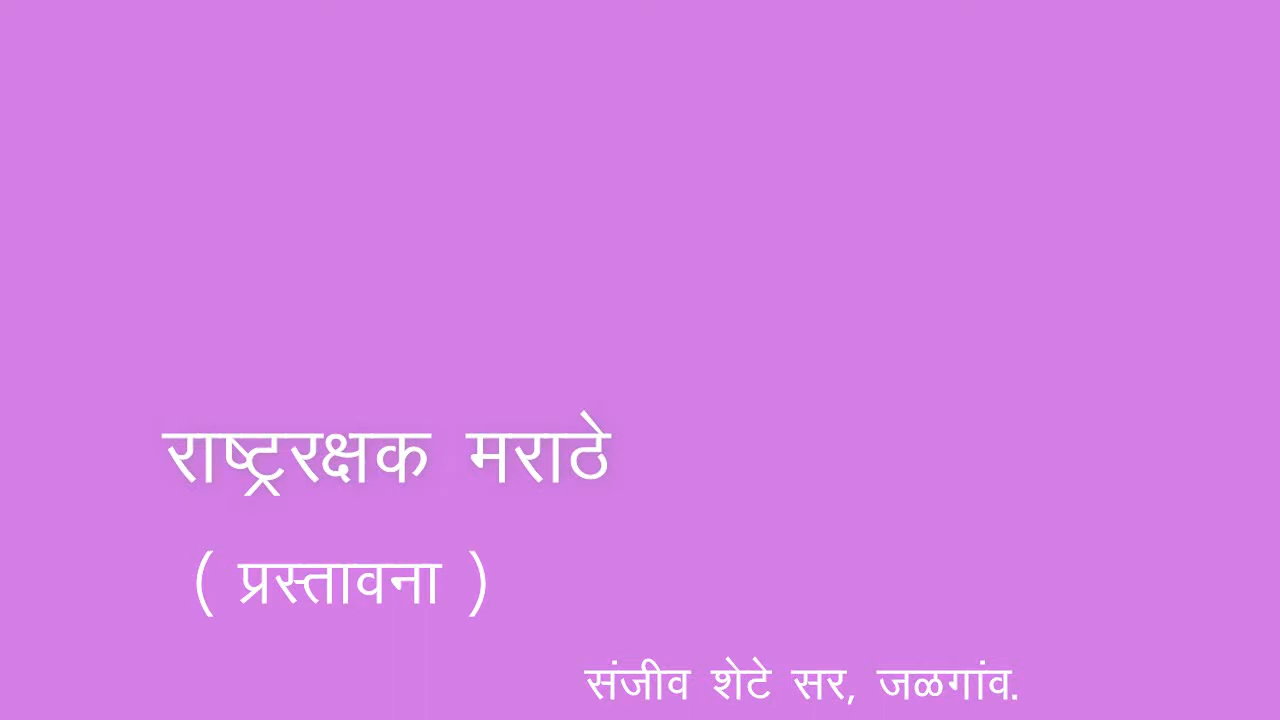 राष्ट्ररक्षक मराठे
( प्रस्तावना )
संजीव शेटे सर, जळगांव.